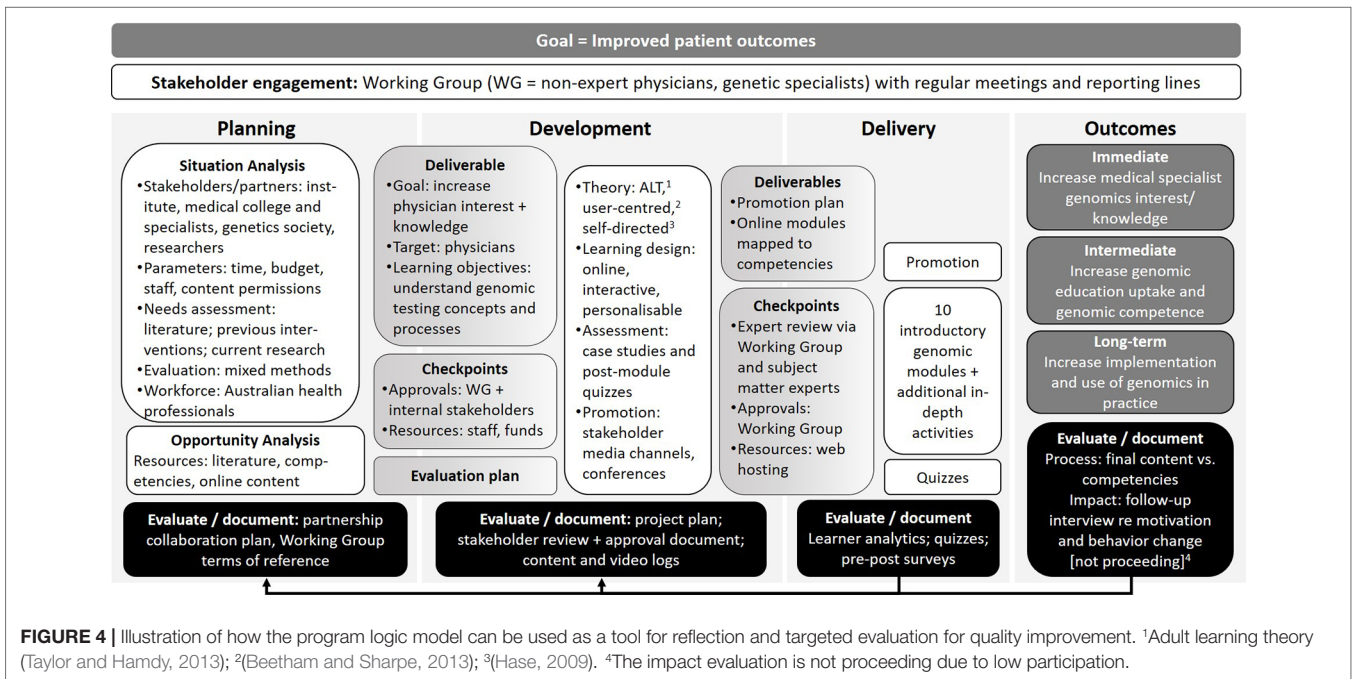 Goal = Improved patient outcomes
Stakeholder engagement: Working Group (WG = non-expert physicians, genetic specialists) with regular meetings and reporting lines
Planning
Situation Analysis
•Stakeholders/partners: inst-
itute, medical college and
specialists, genetics society,
researchers
•Parameters: time, budget,
staff, content permissions
•Needs assessment:
literature; previous inter-
ventions; current research
•Evaluation: mixed methods
•Workforce: Australian health
professionals
Opportunity Analysis
Resources: literature, comp-
etencies, online content
Evaluate / document: partnership
collaboration plan, Working Group
terms of reference
Development
Deliverable
•Goal: increase
physician interest +
knowledge
•Target: physicians
•Learning objectives:
understand genomic
testing concepts and
processes
Checkpoints
•Approvals: WG +
internal stakeholders
•Resources: staff, funds
Evaluation plan
•Theory: ALT,¹
user-centred,²
self-directed³
•Learning design:
online,
interactive,
personalisable
•Assessment:
case studies and
post-module
quizzes
•Promotion:
stakeholder
media channels,
conferences
Evaluate / document: project plan;
stakeholder review + approval document;
content and video logs
Delivery
Deliverables
•Promotion plan
•Online modules
mapped to
competencies
Checkpoints
•Expert review via
Working Group
and subject
matter experts
•Approvals:
Working Group
•Resources: web
hosting
Promotion
10
introductory
genomic
modules +
additional in-
depth
activities
Quizzes
Evaluate / document
Learner analytics; quizzes;
pre-post surveys
Outcomes
Immediate
Increase medical specialist
genomics interest/
knowledge
Intermediate
Increase genomic
education uptake and
genomic competence
Long-term
Increase implementation
and use of genomics in
practice
Evaluate / document
Process: final content vs.
competencies
Impact: follow-up
interview re motivation
and behavior change
[not proceeding]⁴
FIGURE 4 | Illustration of how the program logic model can be used as a tool for reflection and targeted evaluation for quality improvement. ¹Adult learning theory
(Taylor and Hamdy, 2013); ²(Beetham and Sharpe, 2013); ³(Hase, 2009). ⁴The impact evaluation is not proceeding due to low participation.